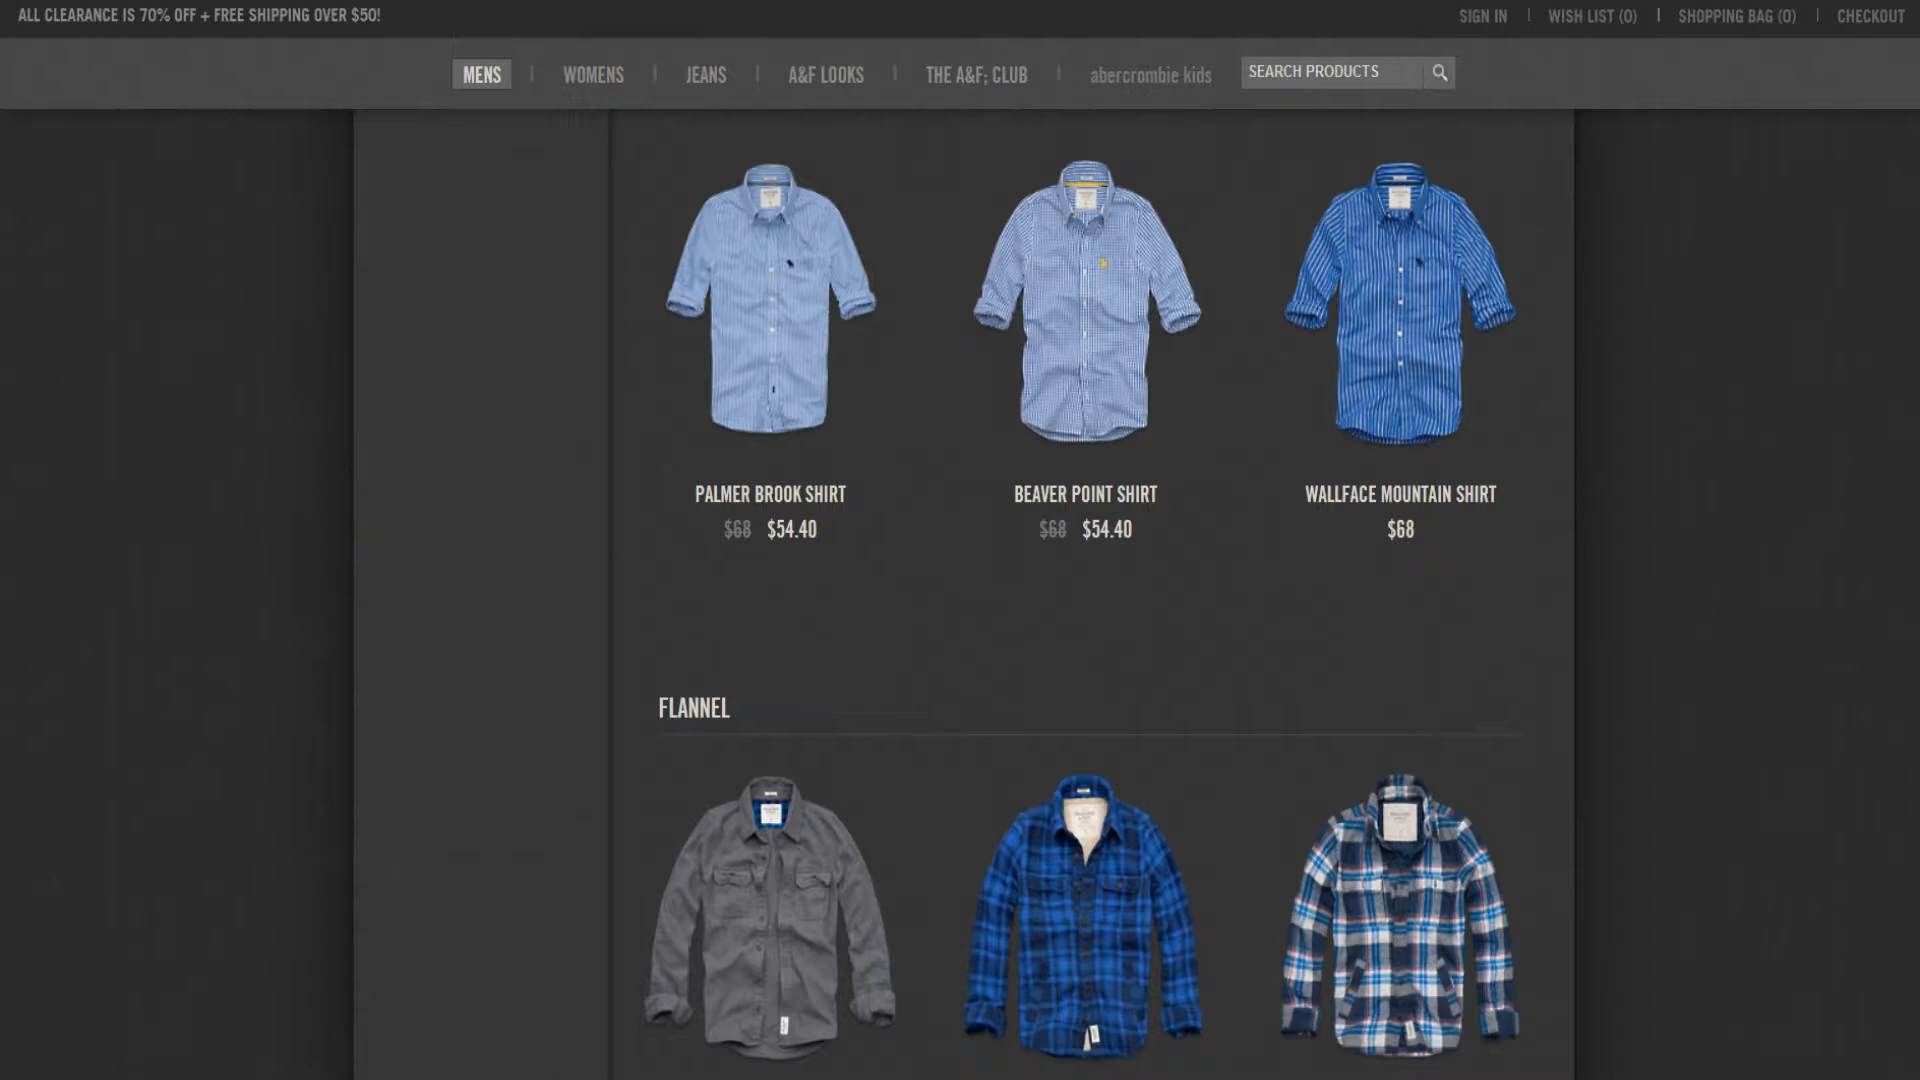 ALL CLEARANCE IS 70% OFF + FREE SHIPPING OVER $50!
SIGN IN | WISH LIST (0) | SHOPPING BAG (0) | CHECKOUT
MENS | WOMENS | JEANS | A&F LOOKS | THE A&F; CLUB | abercrombie kids SEARCH PRODUCTS
PALMER BROOK SHIRT
$68 $54.40
BEAVER POINT SHIRT
$68 $54.40
WALLFACE MOUNTAIN SHIRT
$68
FLANNEL